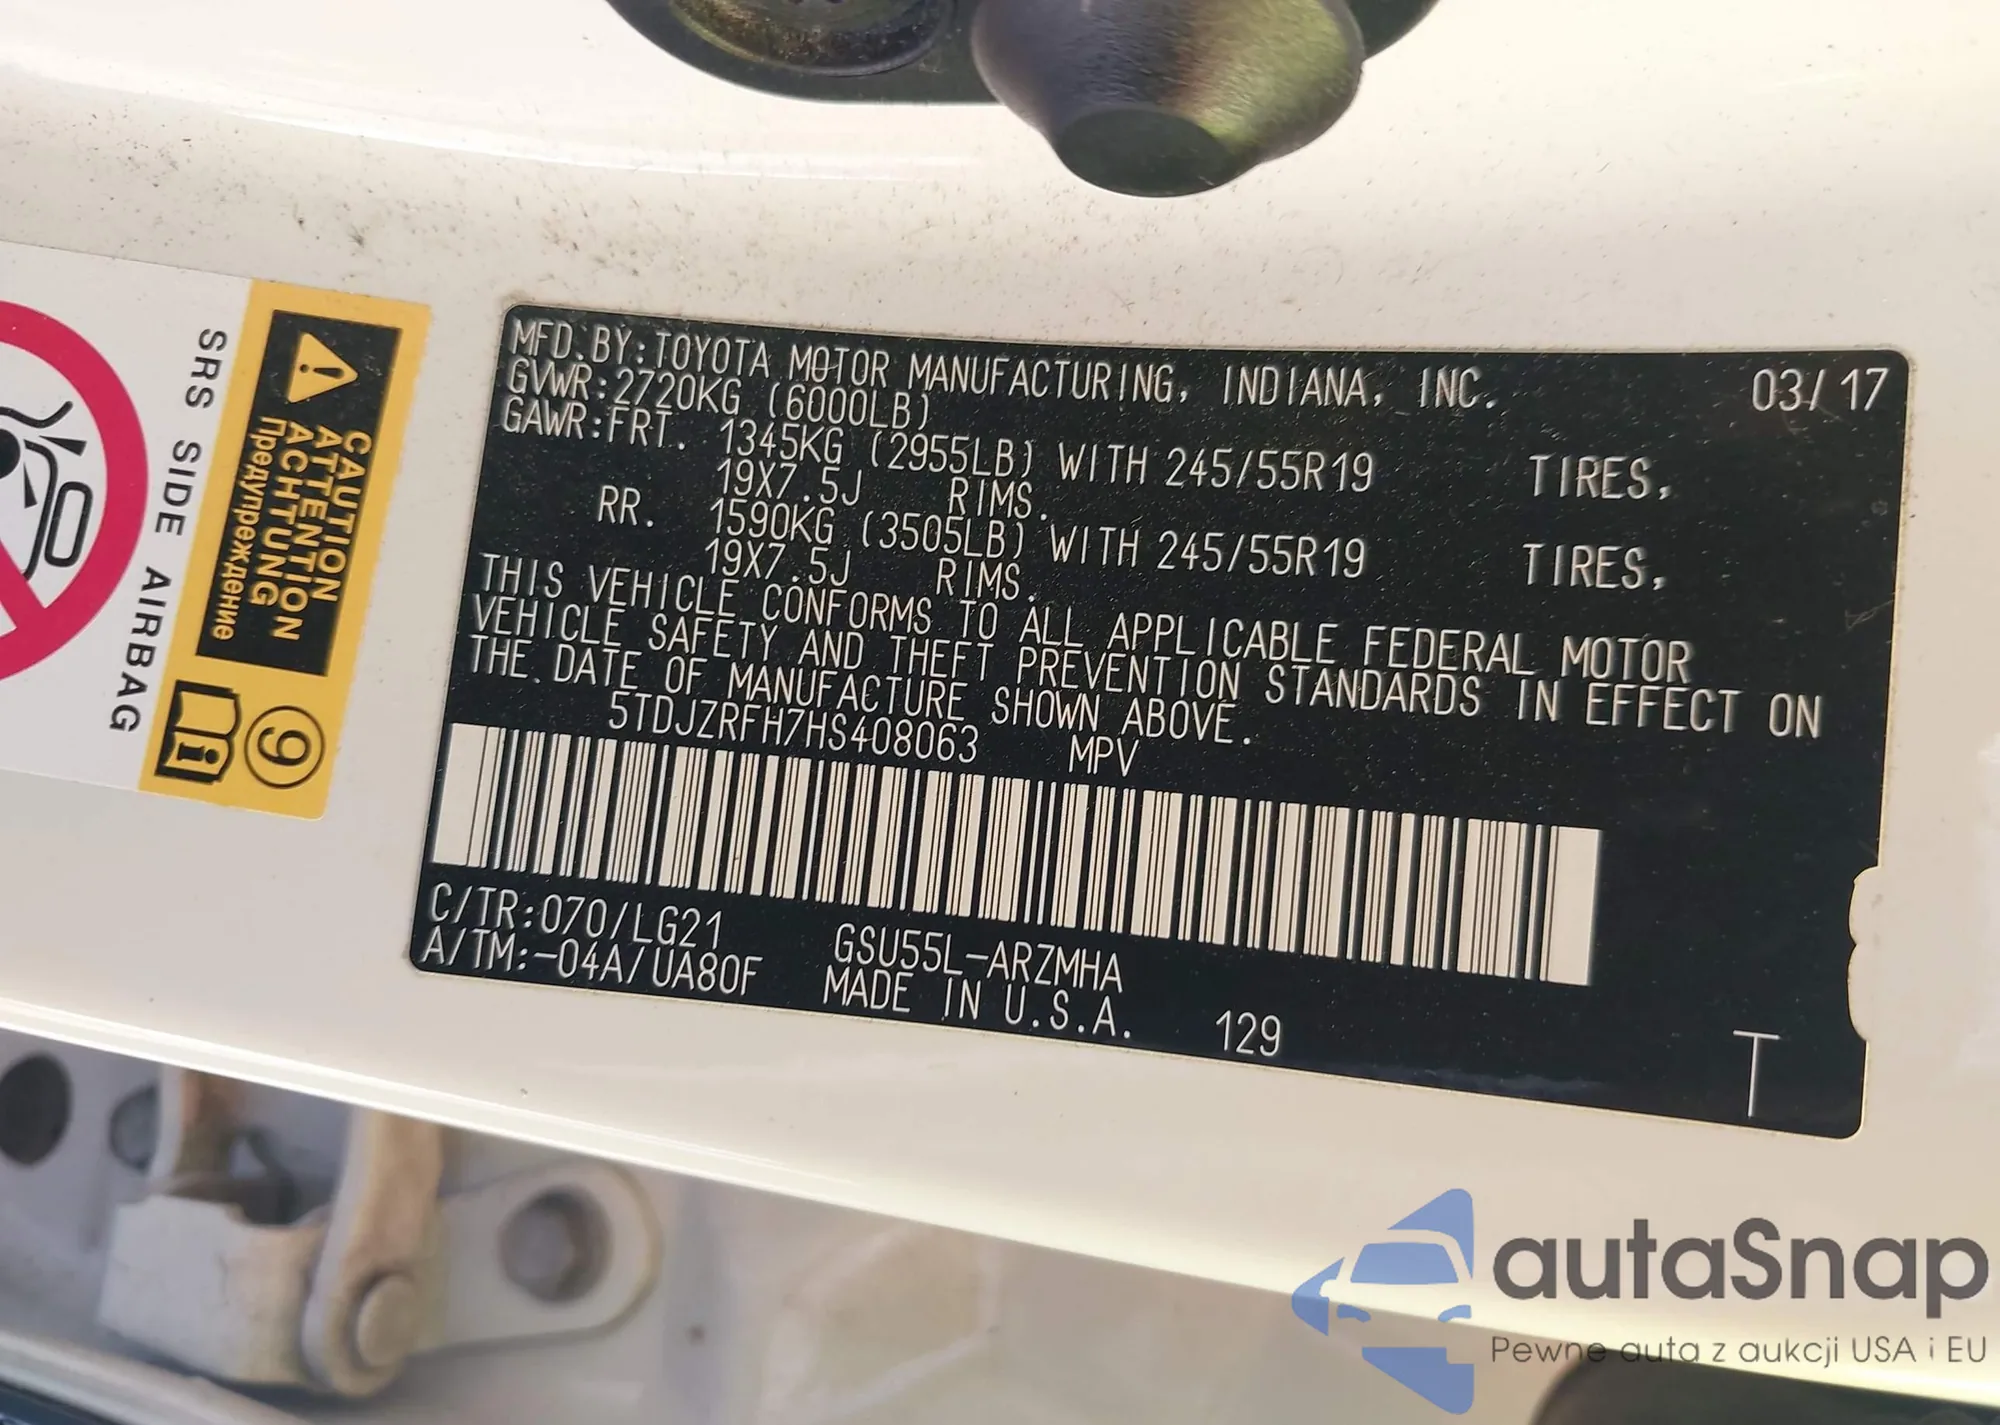 SRS SIDE AIRBAG
CAUTION
ATTENTION
ACHTUNG
Предупреждение
9
MFD.BY:TOYOTA MOTOR MANUFACTURING, INDIANA, INC. 03/17
GVWR:2720KG (6000LB)
GAWR:FRT. 1345KG (2955LB) WITH 245/55R19 TIRES,
19X7.5J RIMS.
RR. 1590KG (3505LB) WITH 245/55R19 TIRES,
19X7.5J RIMS.
THIS VEHICLE CONFORMS TO ALL APPLICABLE FEDERAL MOTOR
VEHICLE SAFETY AND THEFT PREVENTION STANDARDS IN EFFECT ON
THE DATE OF MANUFACTURE SHOWN ABOVE.
5TDJZRFH7HS408063 MPV
C/TR:070/LG21 GSU55L-ARZMHA
A/TM:-04A/UA80F MADE IN U.S.A. 129
T
autaSnap
Pewne auta z aukcji USA i EU